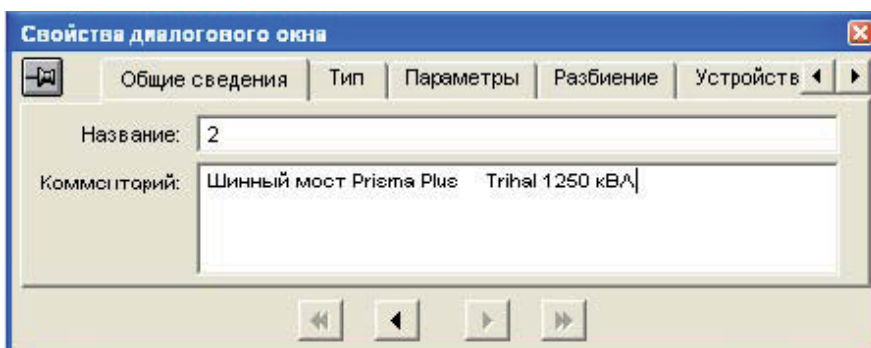 Свойства диалогового окна
Общие сведения Тип Параметры Разбиение Устройств
Название: 2
Комментарий: Шинный мост Prisma Plus Trihal 1250 кВА